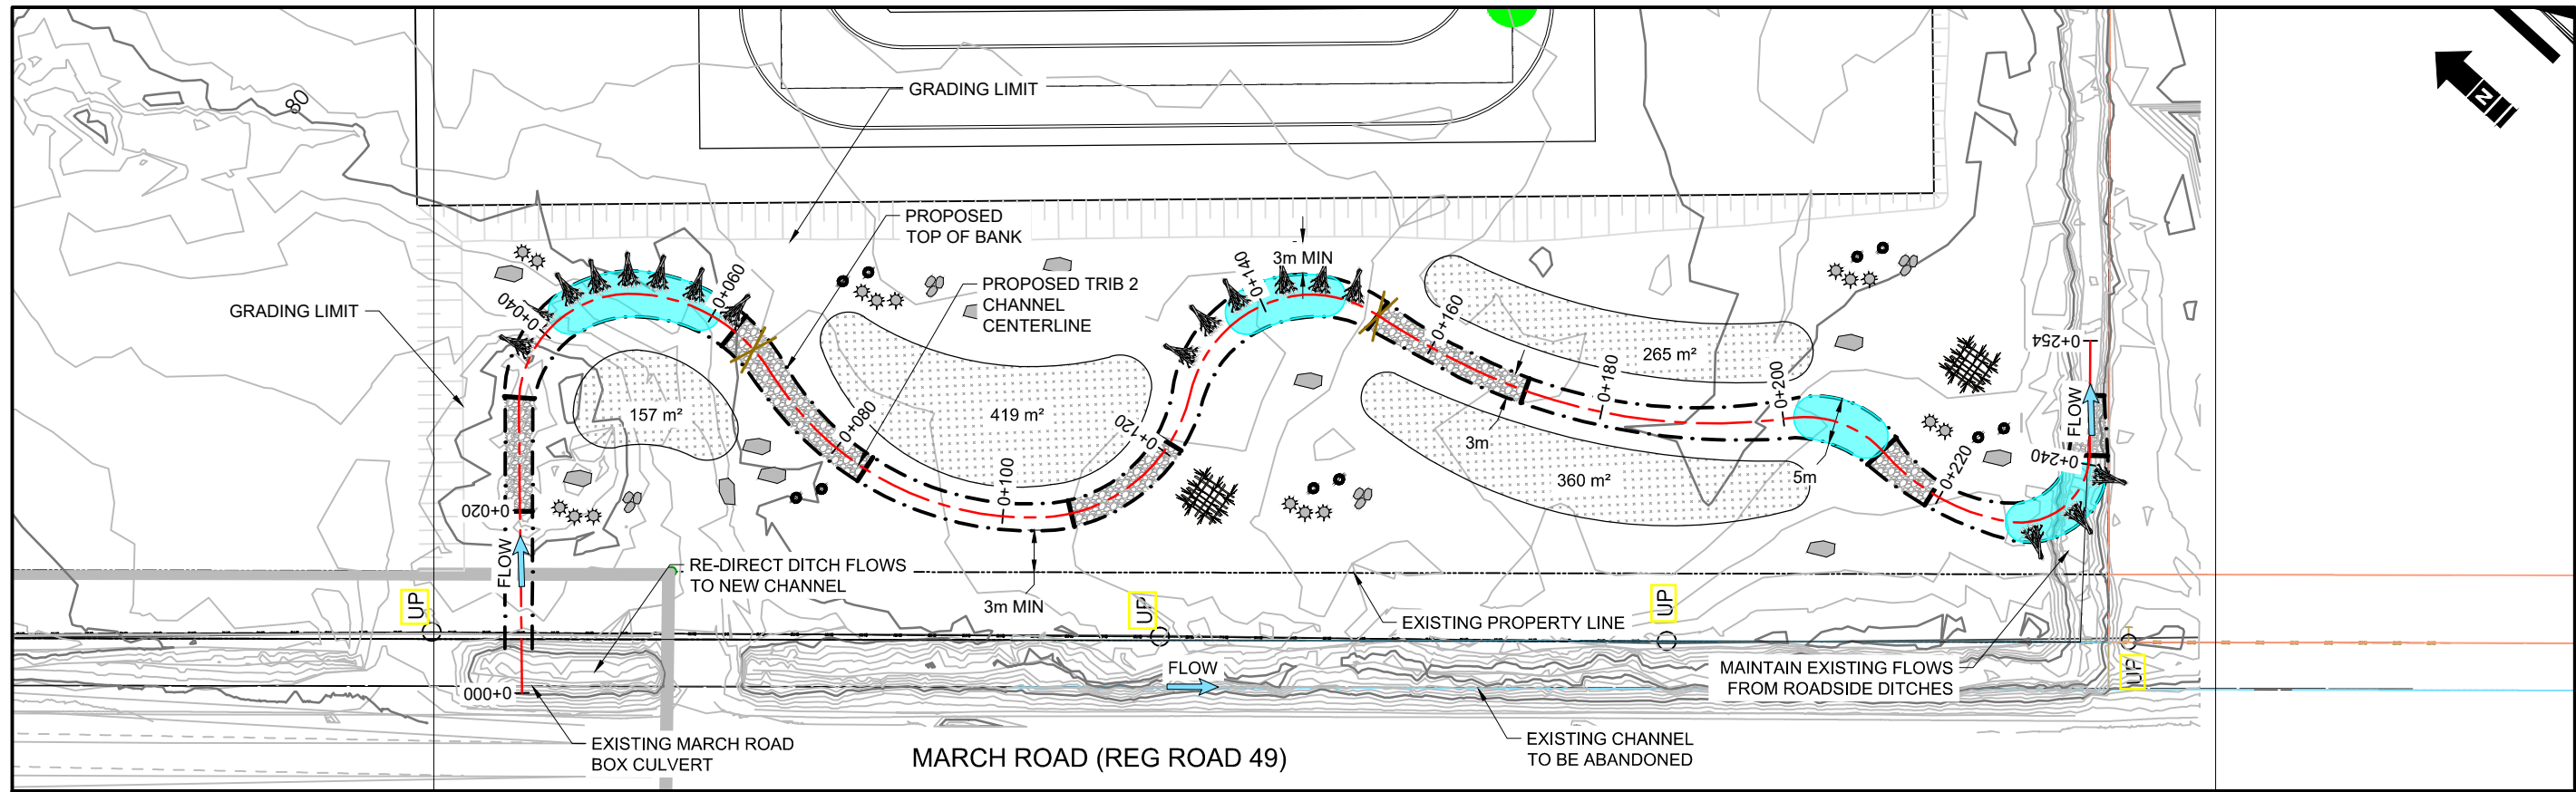 80
GRADING LIMIT
N
PROPOSED
TOP OF BANK
PROPOSED TRIB 2
CHANNEL
CENTERLINE
GRADING LIMIT
3m MIN
0+040
0+060
0+140
0+160
0+180
0+200
0+254
265 m²
157 m²
419 m²
360 m²
0+080
0+100
0+120
3m
5m
0+220
0+240
FLOW
0+020
FLOW
RE-DIRECT DITCH FLOWS
TO NEW CHANNEL
3m MIN
UP
UP
UP
UP
EXISTING PROPERTY LINE
FLOW
MAINTAIN EXISTING FLOWS
FROM ROADSIDE DITCHES
0+000
EXISTING MARCH ROAD
BOX CULVERT
MARCH ROAD (REG ROAD 49)
EXISTING CHANNEL
TO BE ABANDONED